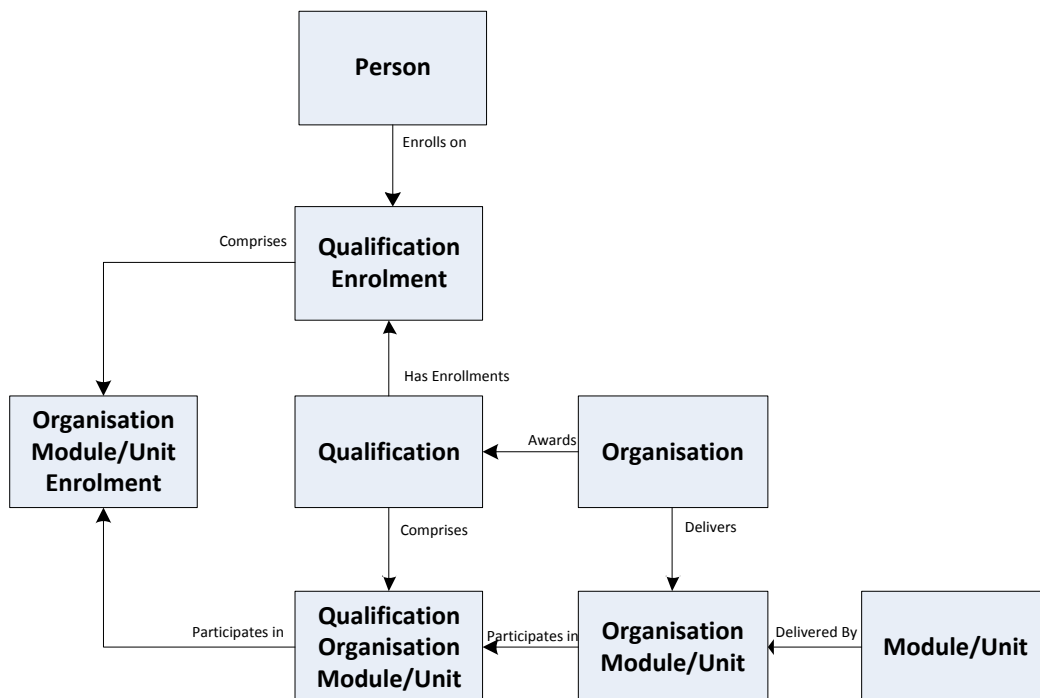 Person
Enrolls on
Comprises
Qualification
Enrolment
Has Enrollments
Organisation
Module/Unit
Enrolment
Qualification
Awards
Organisation
Comprises
Delivers
Participates in
Qualification
Organisation
Module/Unit
Participates in
Organisation
Module/Unit
Delivered By
Module/Unit